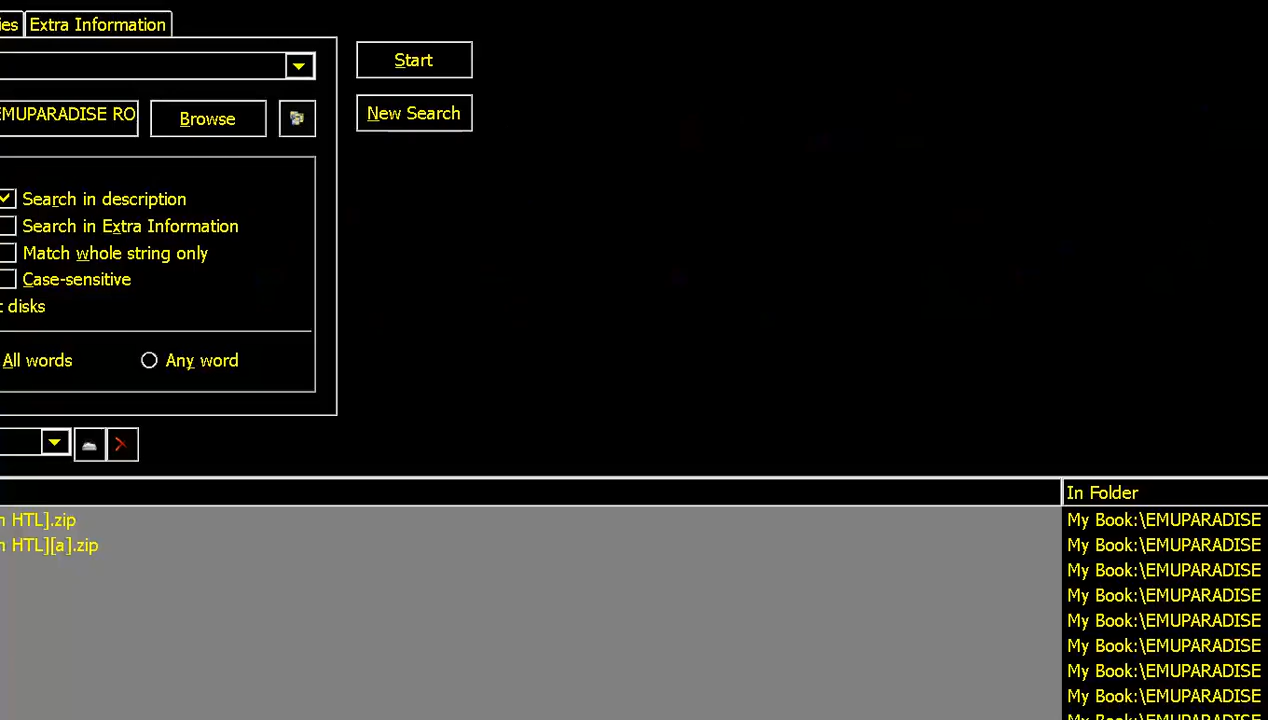 ies Extra Information
Start
EMUPARADISE RO Browse
New Search
Search in description
Search in Extra Information
Match whole string only
Case-sensitive
t disks
All words Any word
In Folder
n HTL].zip My Book:\EMUPARADISE
n HTL][a].zip My Book:\EMUPARADISE
My Book:\EMUPARADISE
My Book:\EMUPARADISE
My Book:\EMUPARADISE
My Book:\EMUPARADISE
My Book:\EMUPARADISE
My Book:\EMUPARADISE
My Book:\EMUPARADISE